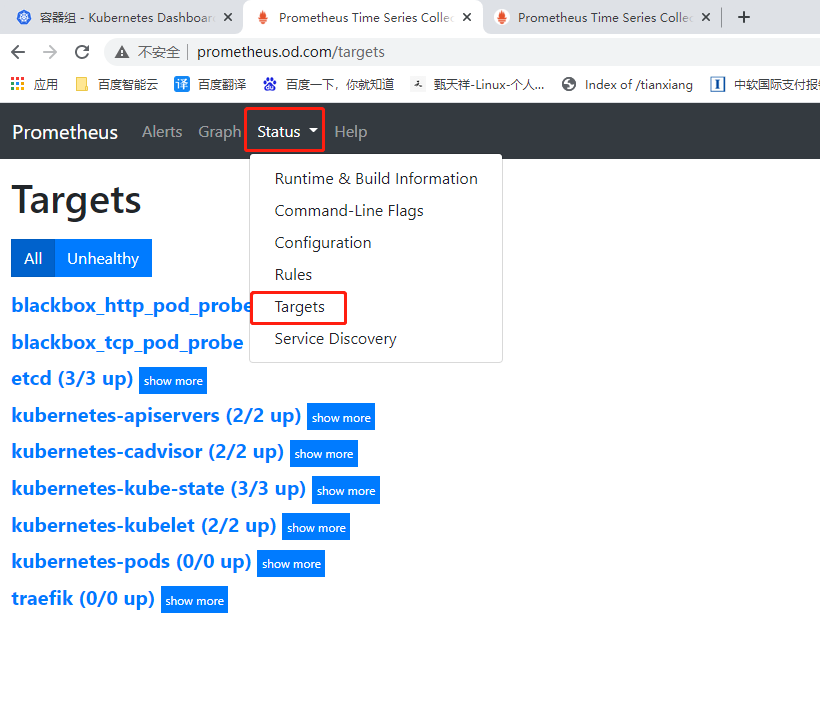 容器组 - Kubernetes Dashboard
Prometheus Time Series Collec
Prometheus Time Series Collec
不安全
prometheus.od.com/targets
应用
百度智能云
译 百度翻译
百度一下，你就知道
甄天祥-Linux-个人...
Index of /tianxiang
中软国际支付报销
Prometheus Alerts Graph Status Help
Runtime & Build Information
Command-Line Flags
Configuration
Rules
Targets
Service Discovery
Targets
All Unhealthy
blackbox_http_pod_probe
blackbox_tcp_pod_probe
etcd (3/3 up) show more
kubernetes-apiservers (2/2 up) show more
kubernetes-cadvisor (2/2 up) show more
kubernetes-kube-state (3/3 up) show more
kubernetes-kubelet (2/2 up) show more
kubernetes-pods (0/0 up) show more
traefik (0/0 up) show more